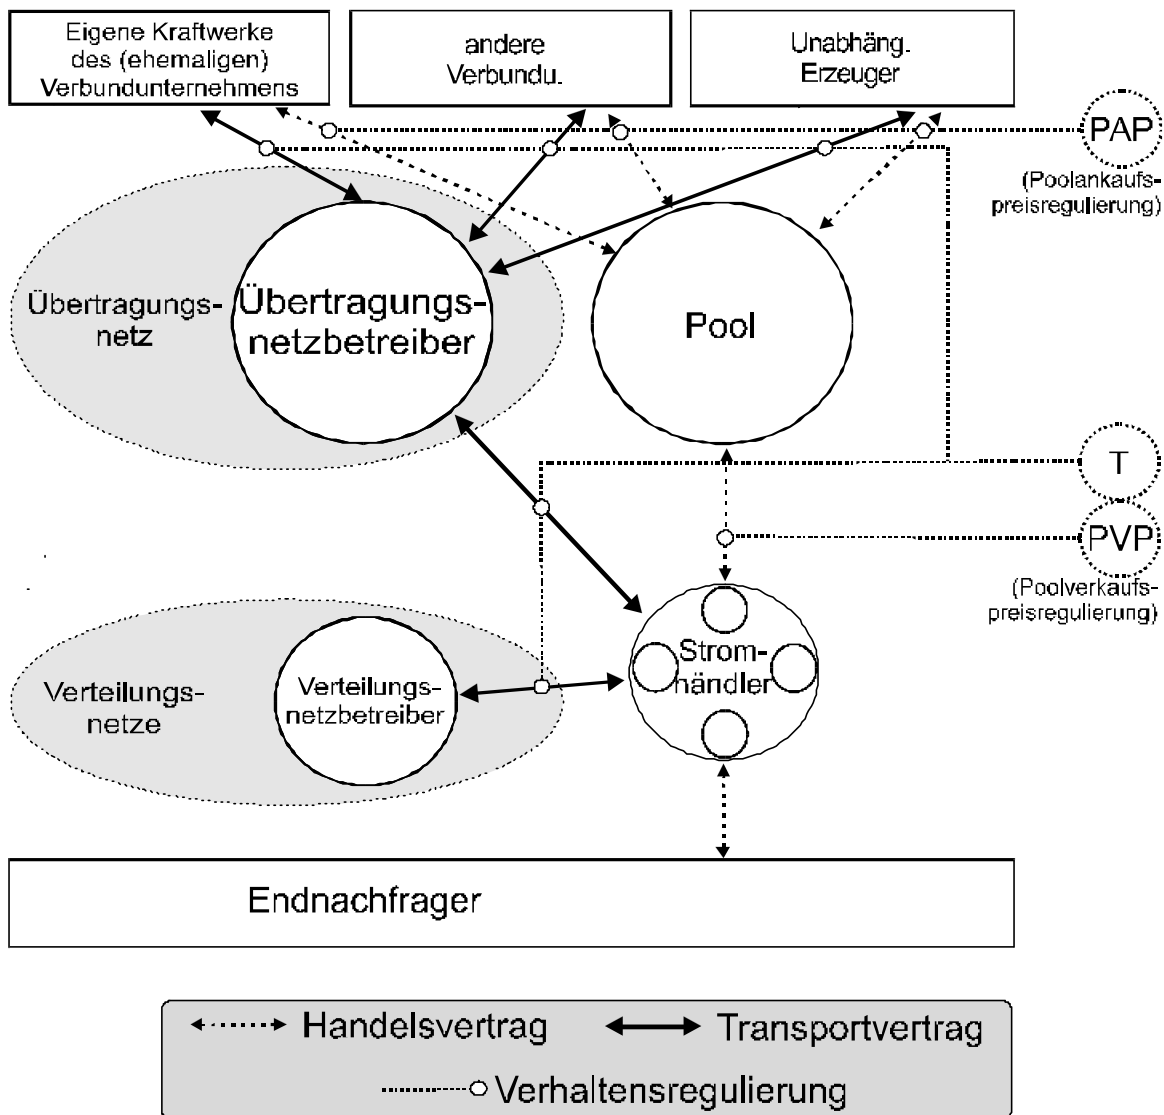 Eigene Kraftwerke
des (ehemaligen)
Verbundunternehmens
andere
Verbundu.
Unabhäng.
Erzeuger
PAP
(Poolankaufs-
preisregulierung)
Übertragungs-
netz
Übertragungs-
netzbetreiber
Pool
T
PVP
(Poolverkaufs-
preisregulierung)
Verteilungs-
netze
Verteilungs-
netzbetreiber
Strom-
händler
Endnachfrager
Handelsvertrag
Transportvertrag
Verhaltensregulierung